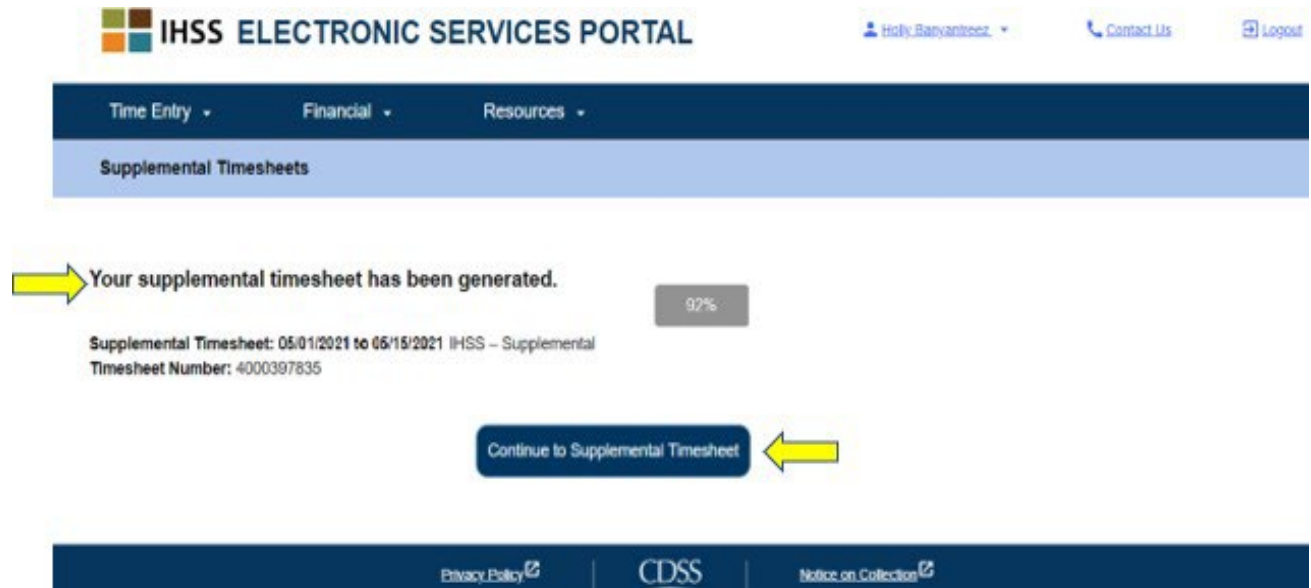 IHSS ELECTRONIC SERVICES PORTAL
Holly Banyantreez
Contact Us
Logout
Time Entry
Financial
Resources
Supplemental Timesheets
Your supplemental timesheet has been generated.
92%
Supplemental Timesheet: 05/01/2021 to 05/15/2021 IHSS – Supplemental
Timesheet Number: 4000397835
Continue to Supplemental Timesheet
Privacy Policy
CDSS
Notice on Collection